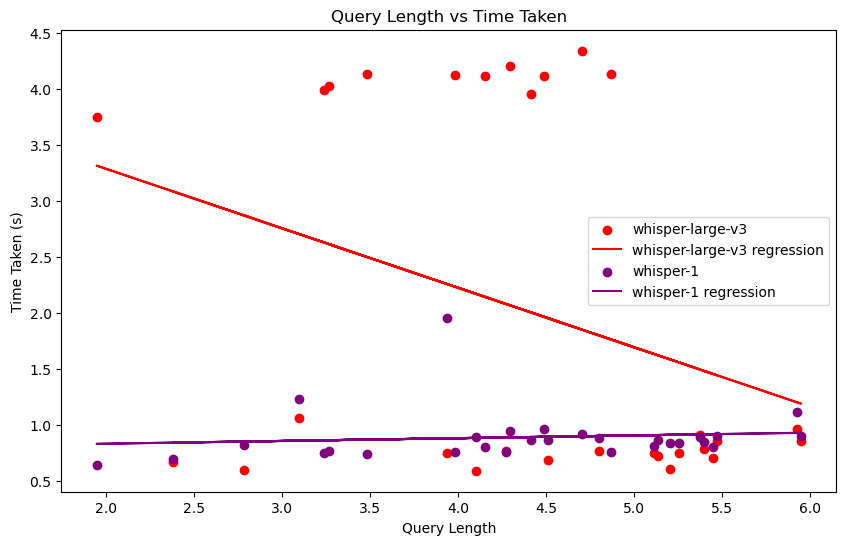 Query Length vs Time Taken
4.5
4.0
3.5
3.0
2.5
2.0
1.5
1.0
0.5
Time Taken (s)
whisper-large-v3
whisper-large-v3 regression
whisper-1
whisper-1 regression
2.0 2.5 3.0 3.5 4.0 4.5 5.0 5.5 6.0
Query Length